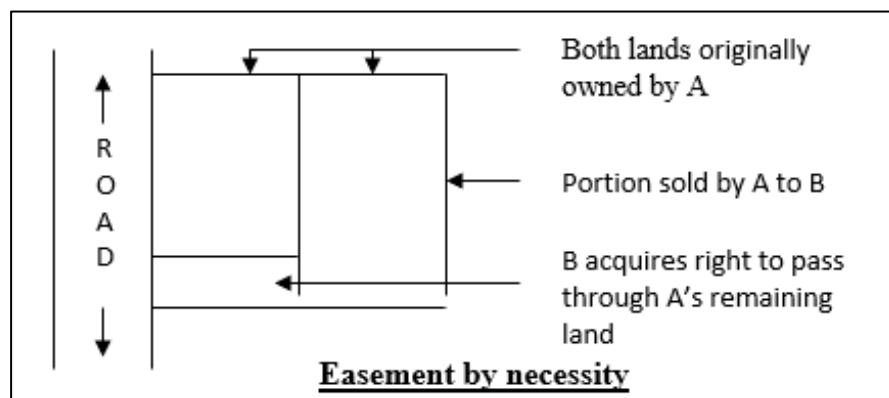 Both lands originally
owned by A
R
O
A
D
Portion sold by A to B
B acquires right to pass
through A’s remaining
land
Easement by necessity